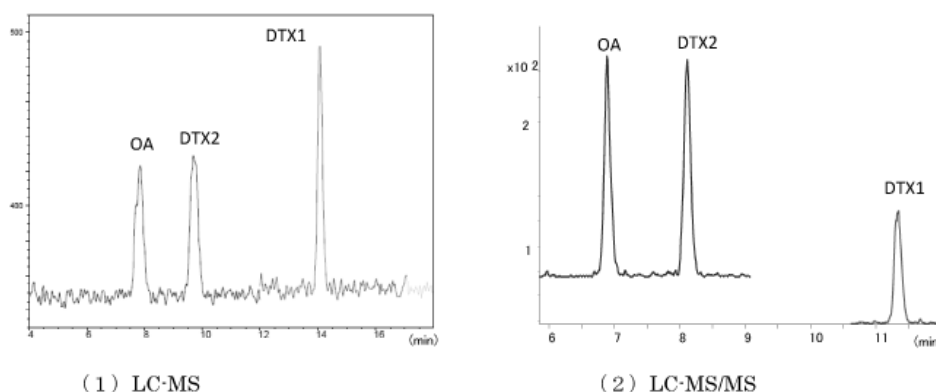 500
400
OA
DTX2
DTX1
4 6 8 10 12 14 16
(min)
（1）LC-MS
×10 2
2
1
OA
DTX2
DTX1
6 7 8 9 10 11
(min
（2）LC-MS/MS